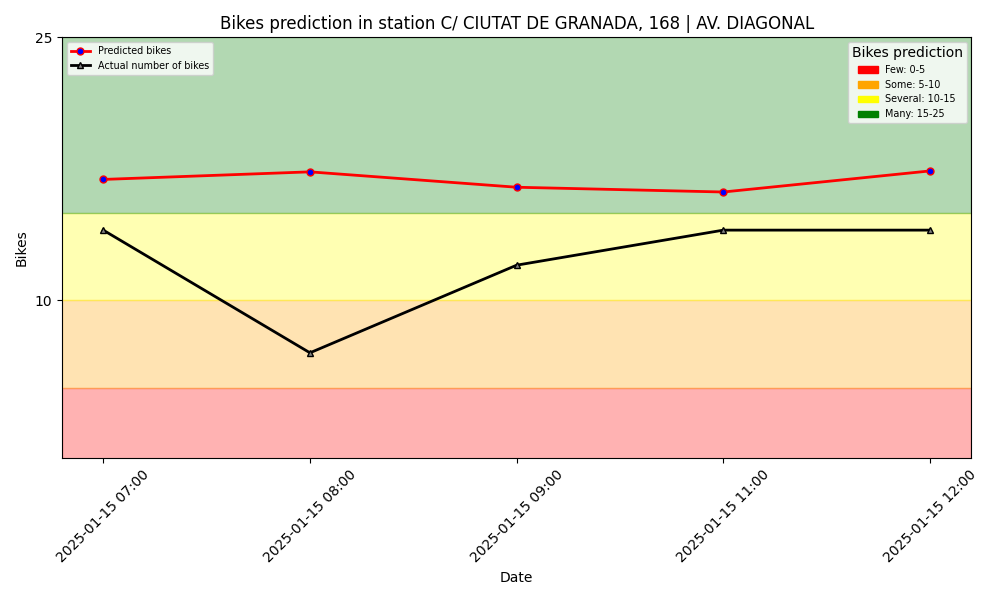 Bikes prediction in station C/ CIUTAT DE GRANADA, 168 | AV. DIAGONAL
25
10
Bikes
Predicted bikes
Actual number of bikes
Bikes prediction
Few: 0-5
Some: 5-10
Several: 10-15
Many: 15-25
2025-01-15 07:00
2025-01-15 08:00
2025-01-15 09:00
2025-01-15 11:00
2025-01-15 12:00
Date